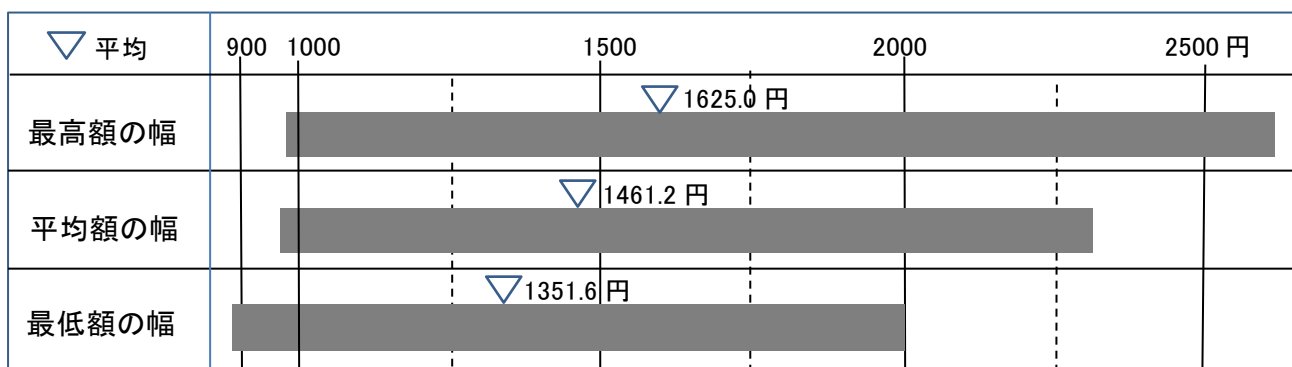 ▽ 平均 900 1000 1500 2000 2500 円
最高額の幅 1625.0 円
平均額の幅 1461.2 円
最低額の幅 1351.6 円